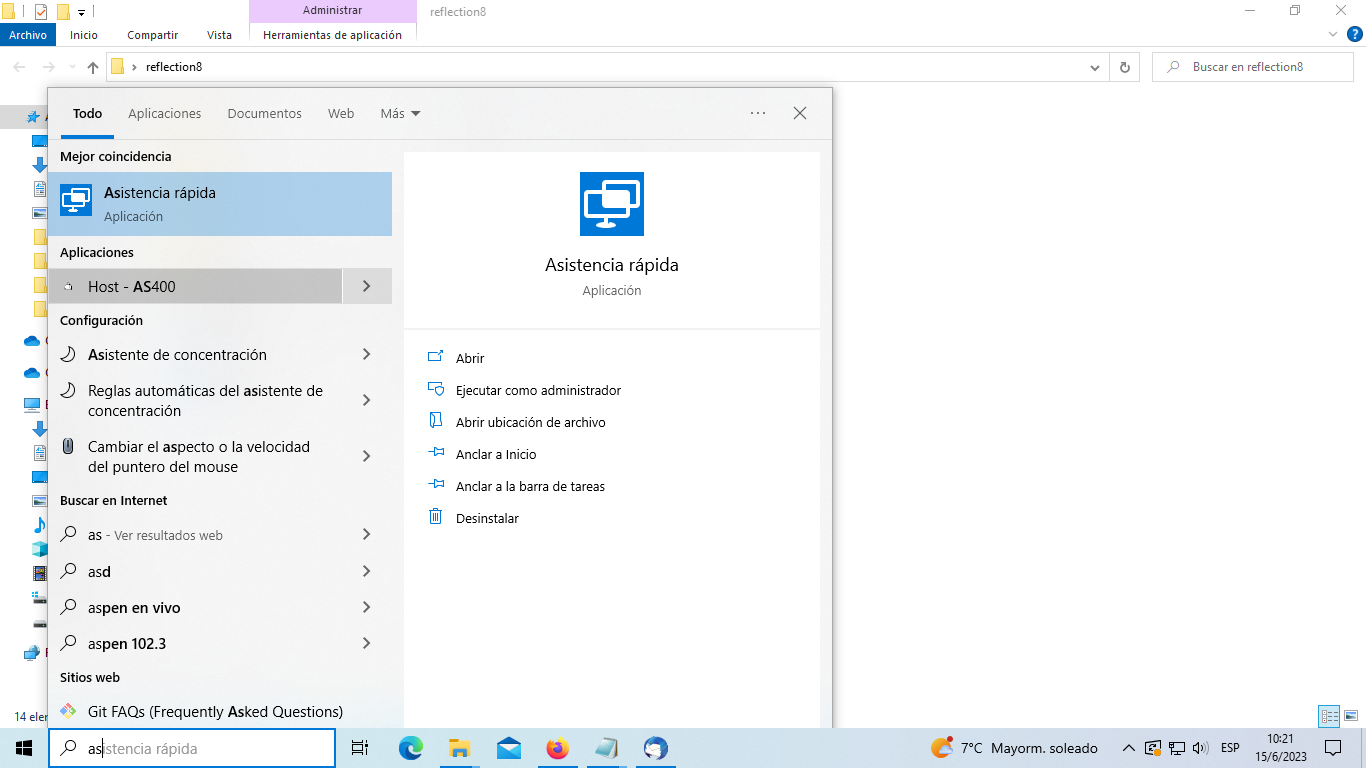 Administrar
reflection8
Archivo
Inicio
Compartir
Vista
Herramientas de aplicación
reflection8
Buscar en reflection8
Todo
Aplicaciones
Documentos
Web
Más
Mejor coincidencia
Asistencia rápida
Aplicación
Aplicaciones
Host - AS400
Configuración
Asistente de concentración
Reglas automáticas del asistente de
concentración
Cambiar el aspecto o la velocidad
del puntero del mouse
Buscar en Internet
as - Ver resultados web
asd
aspen en vivo
aspen 102.3
Sitios web
Git FAQs (Frequently Asked Questions)
Asistencia rápida
Aplicación
Abrir
Ejecutar como administrador
Abrir ubicación de archivo
Anclar a Inicio
Anclar a la barra de tareas
Desinstalar
14 eler
asistencia rápida
7°C Mayorm. soleado
ESP
10:21
15/6/2023